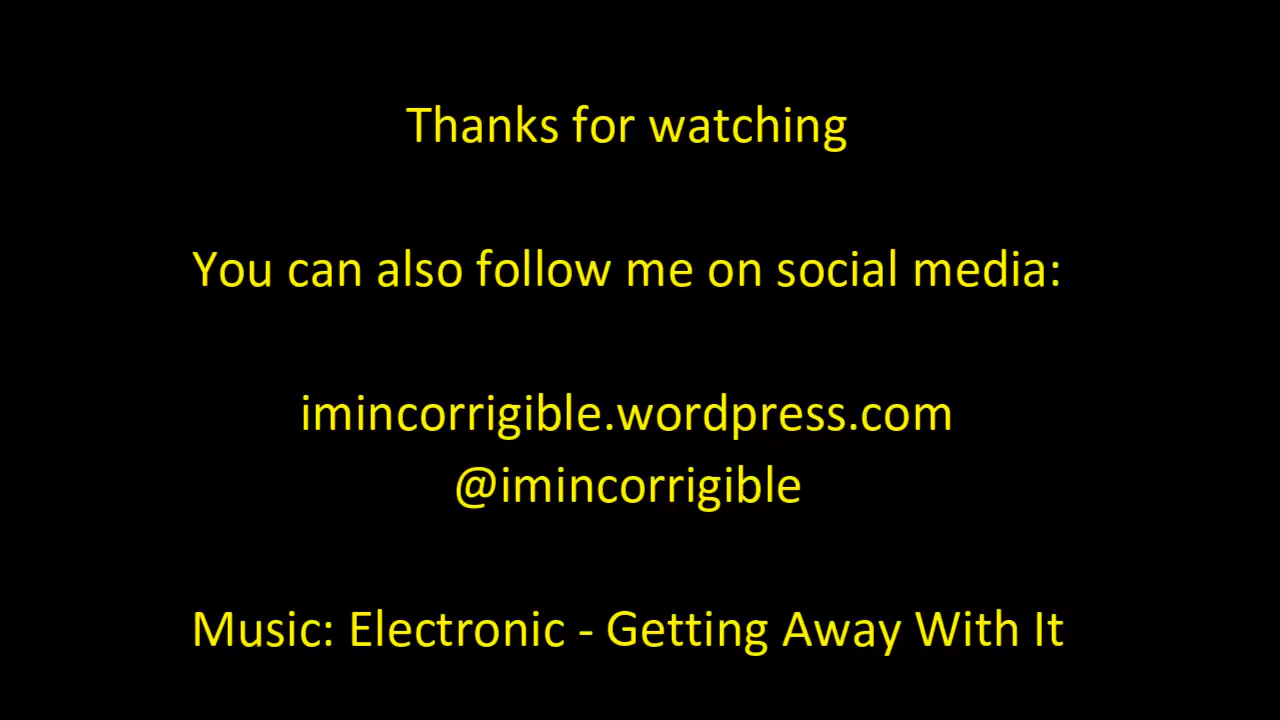 Thanks for watching
You can also follow me on social media:
imincorrigible.wordpress.com
@imincorrigible
Music: Electronic - Getting Away With It